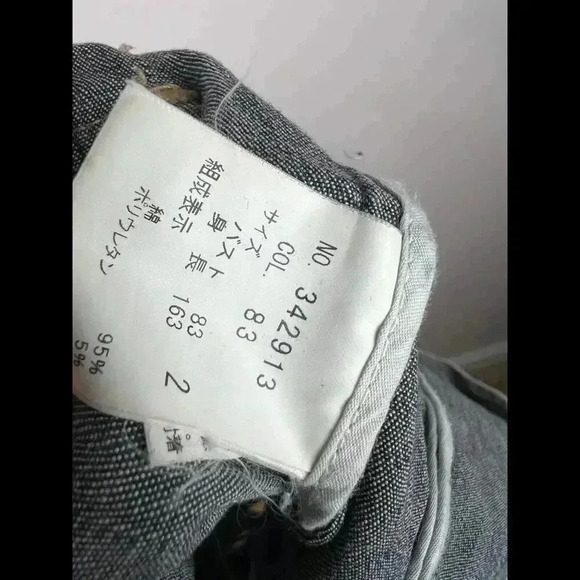 NO. 342913
COL. 83
サイズ 2
バスト 83
身長 163
組成表示
綿 95%
ポリウレタン 5%